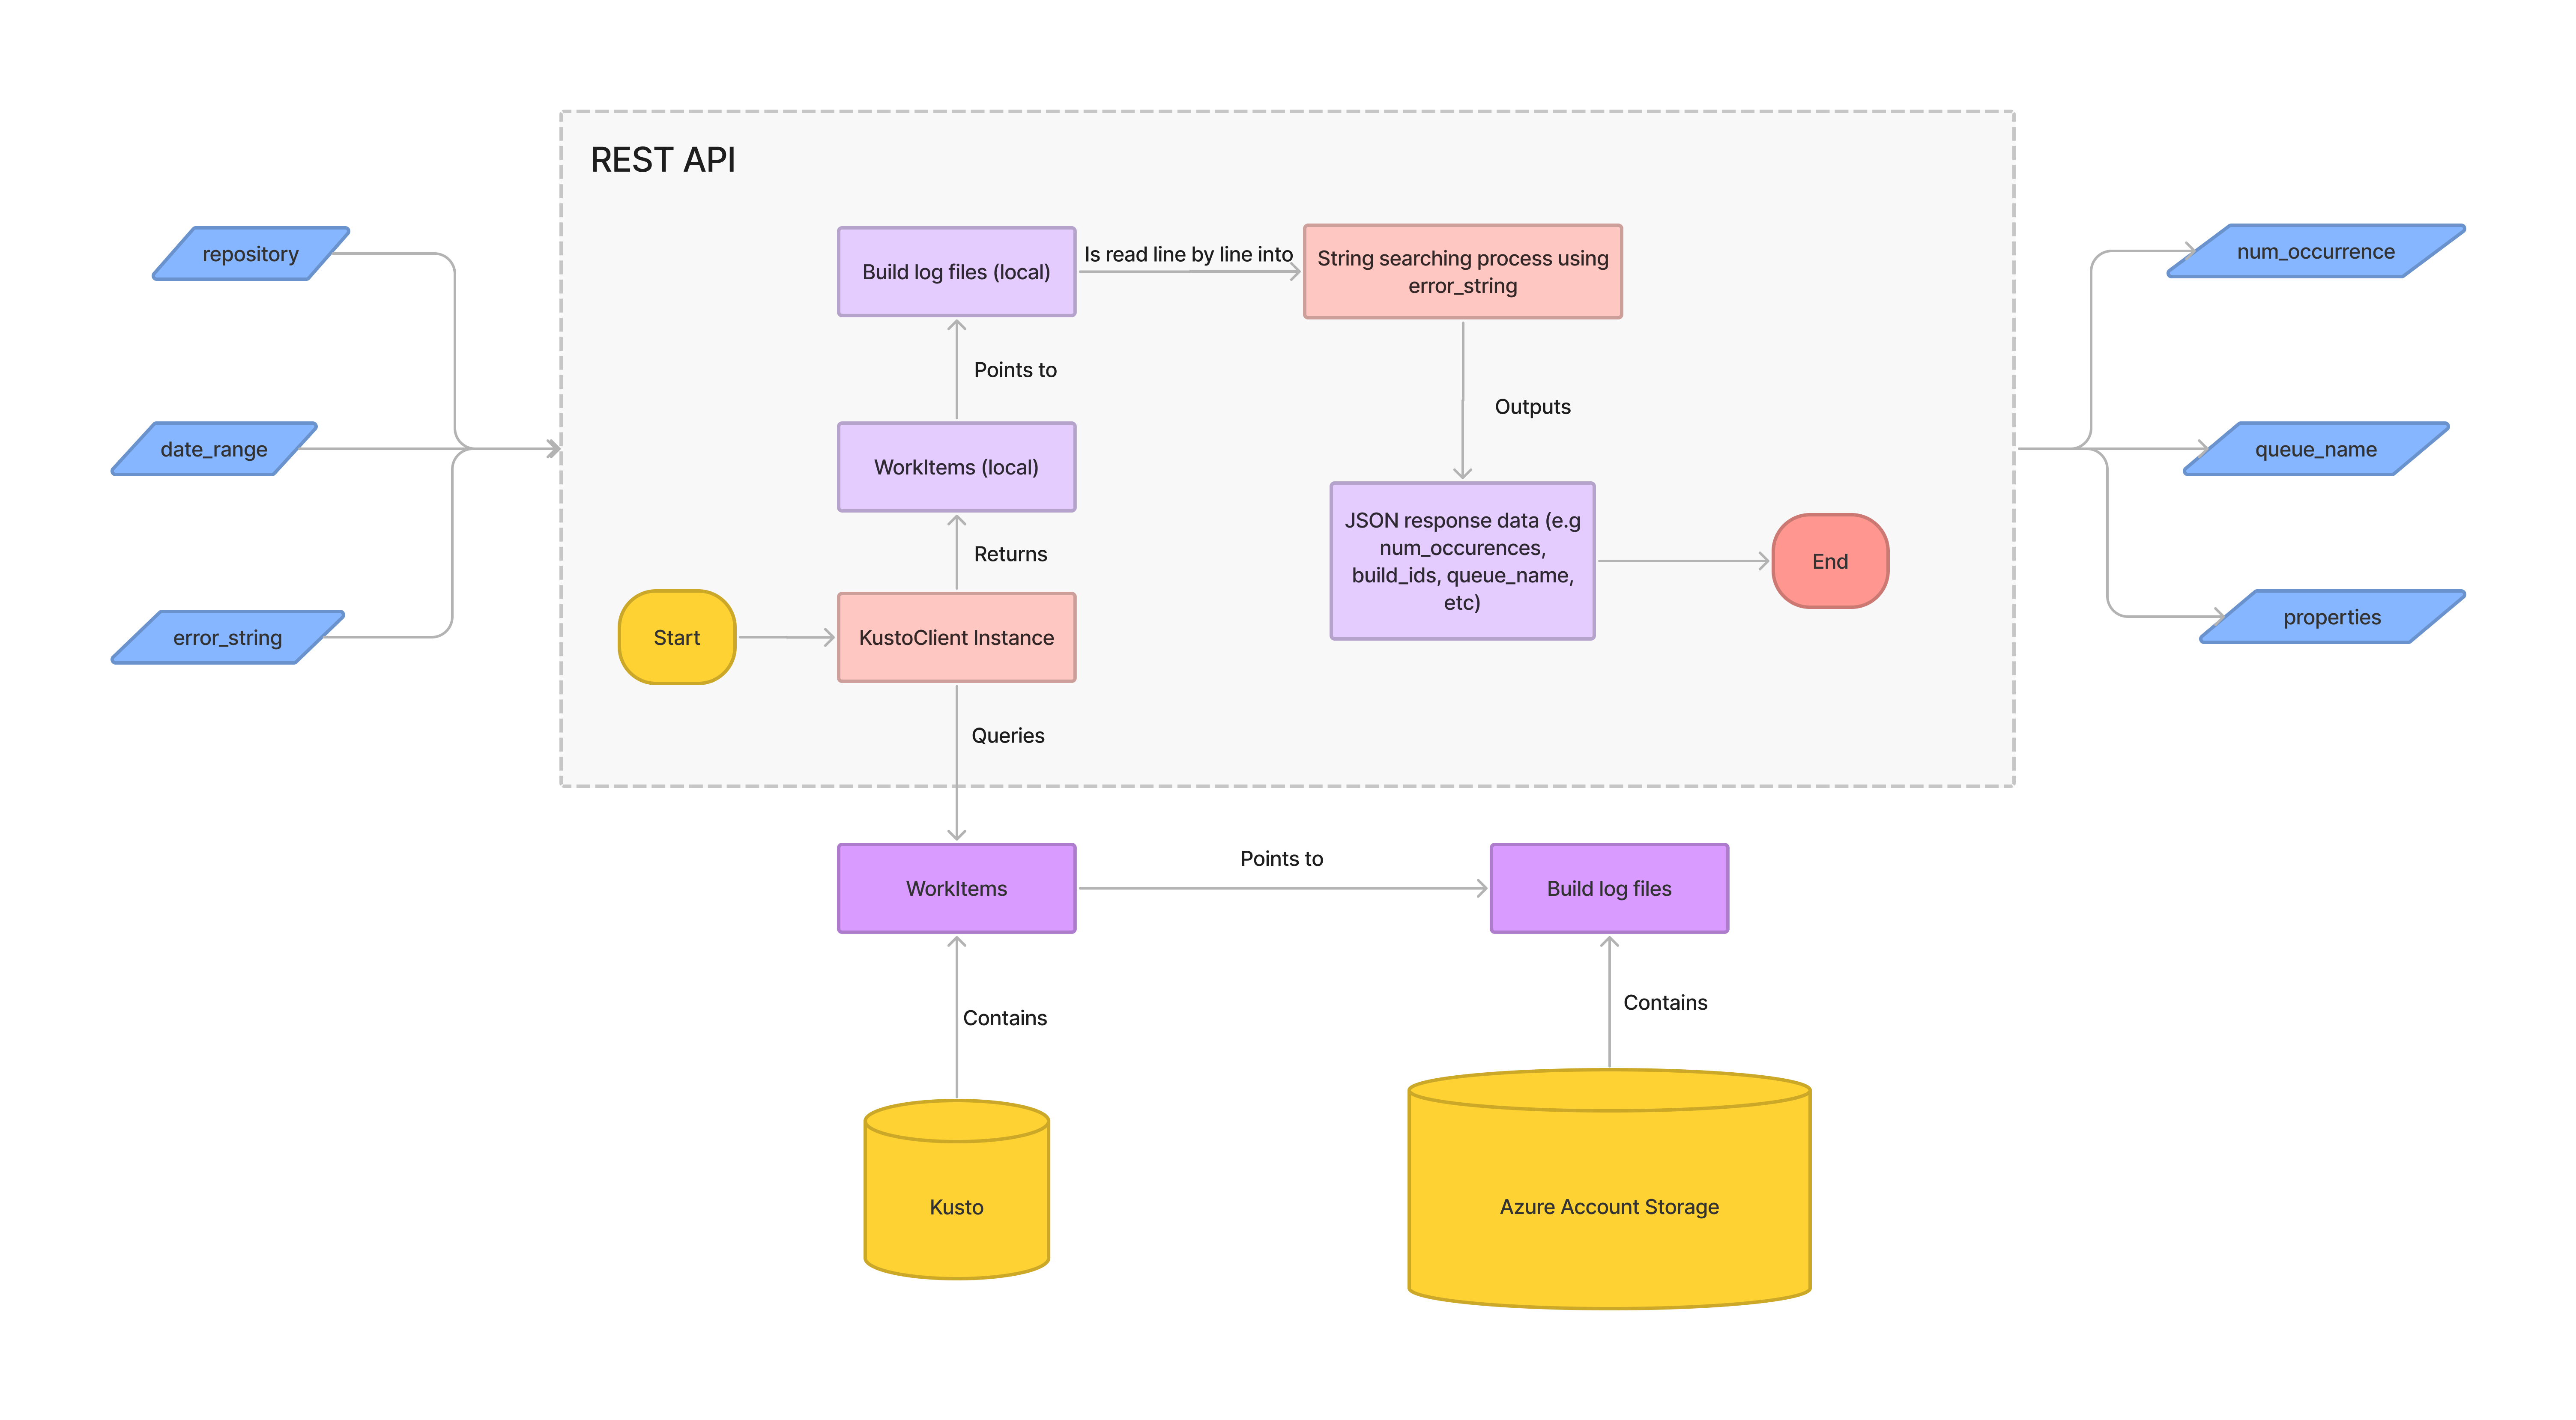 REST API
repository
date_range
error_string
Build log files (local)
Is read line by line into
String searching process using
error_string
Points to
Outputs
WorkItems (local)
Returns
JSON response data (e.g
num_occurences,
build_ids, queue_name,
etc)
End
Start
KustoClient Instance
Queries
num_occurrence
queue_name
properties
WorkItems
Points to
Build log files
Contains
Contains
Kusto
Azure Account Storage